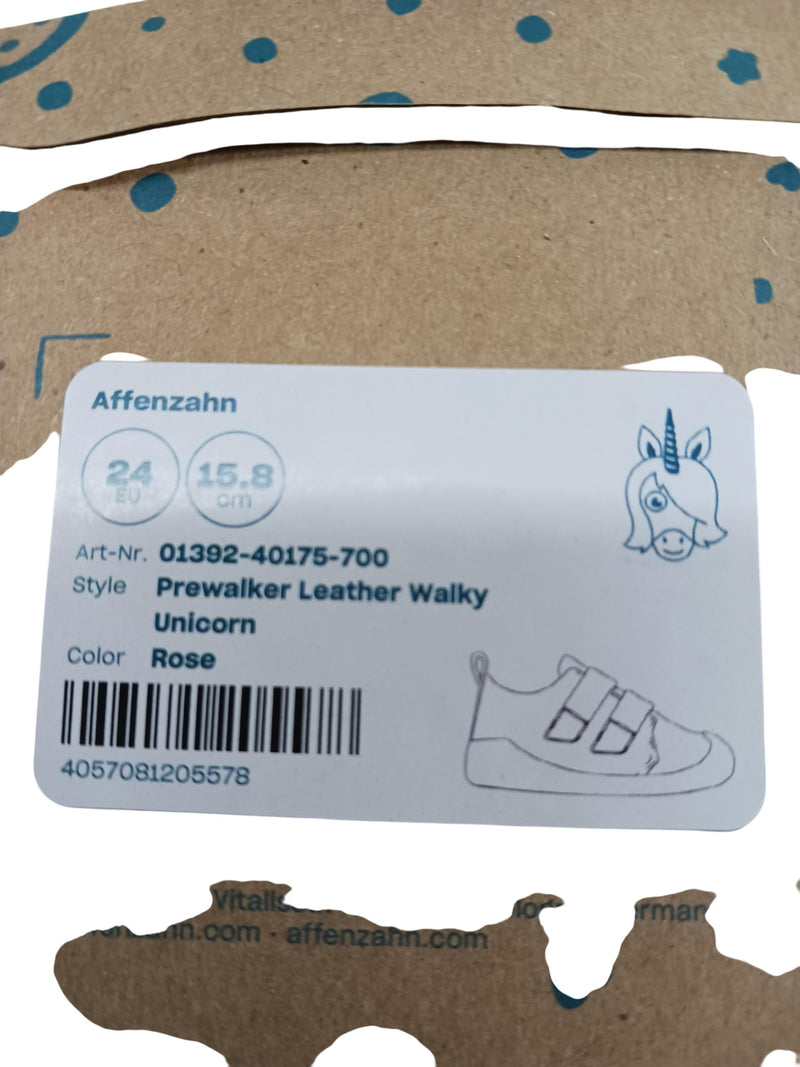 Affenzahn
24 EU
15.8 cm
Art-Nr. 01392-40175-700
Style Prewalker Leather Walky
Unicorn
Color Rose
4057081205578
affenzahn.com